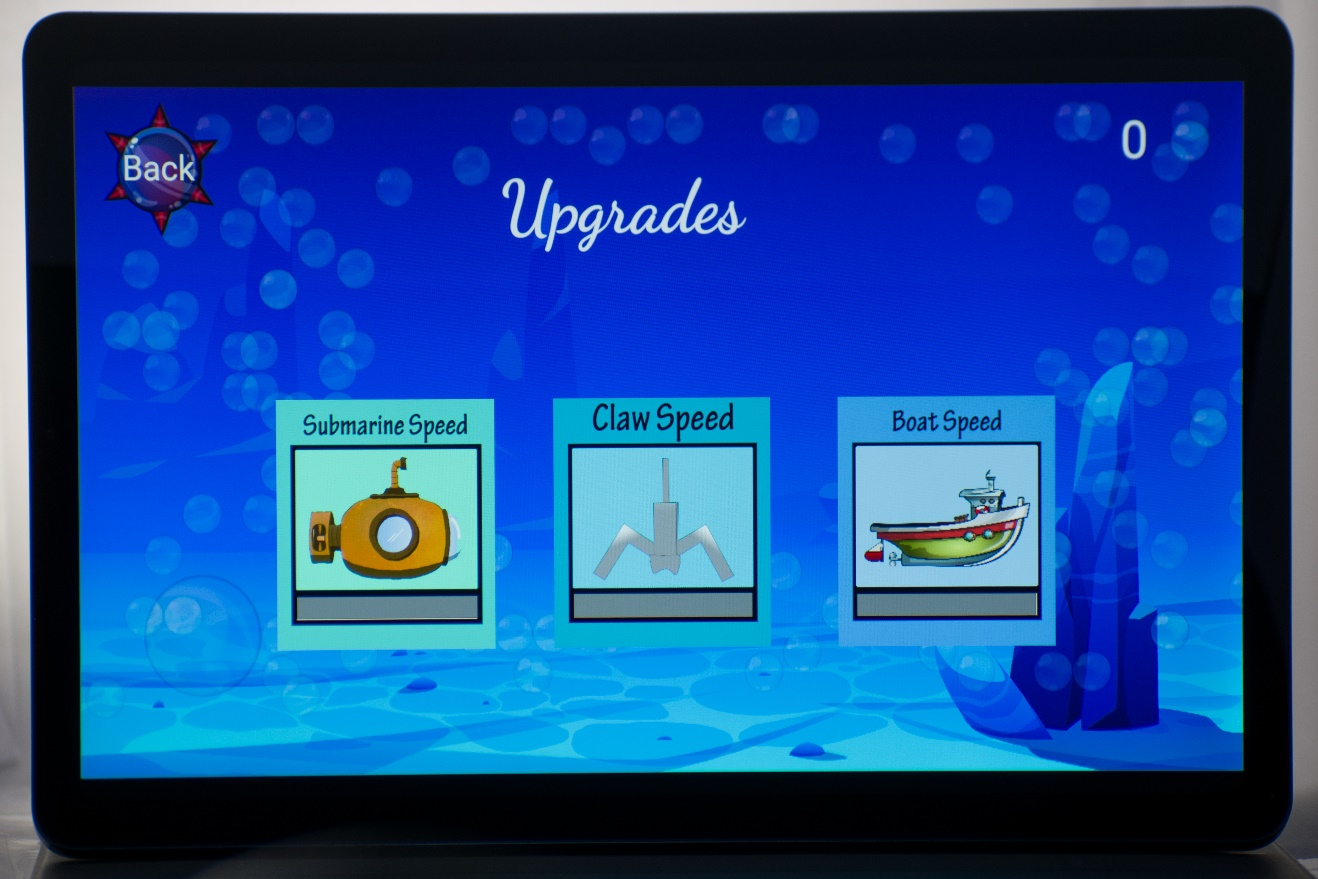 Back
0
Upgrades
Submarine Speed
Claw Speed
Boat Speed